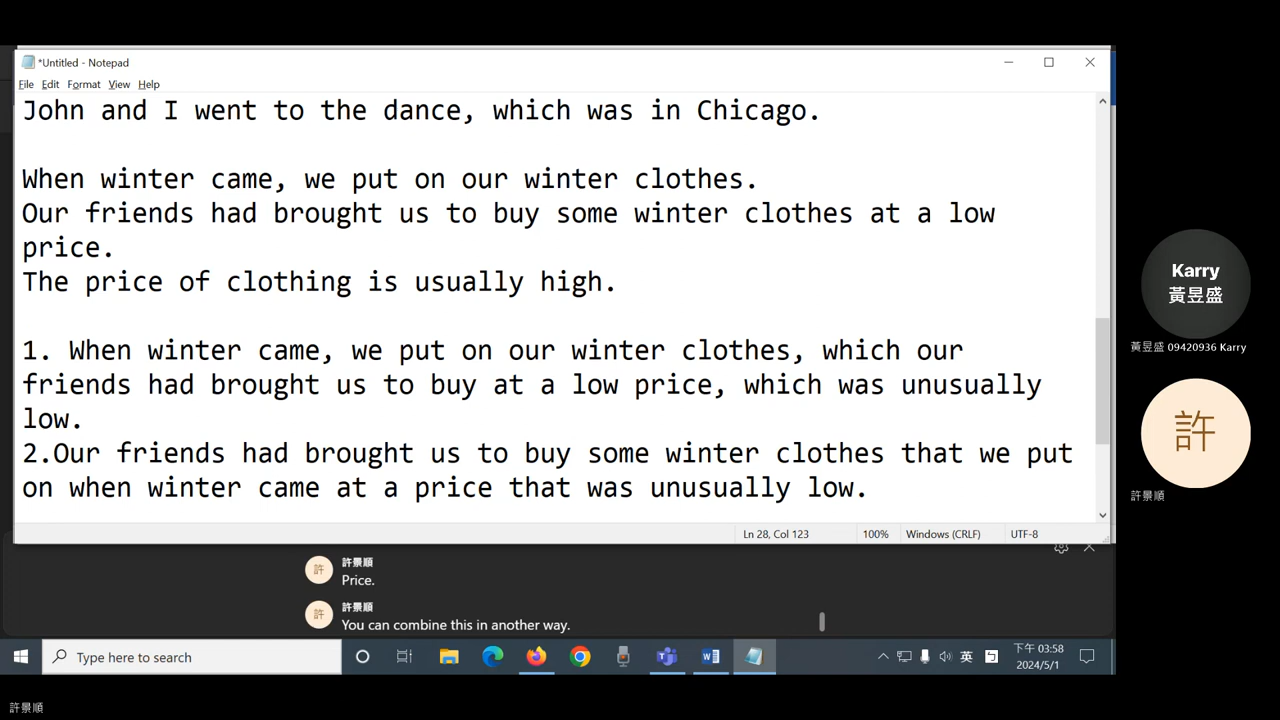 *Untitled - Notepad
File Edit Format View Help
John and I went to the dance, which was in Chicago.
When winter came, we put on our winter clothes.
Our friends had brought us to buy some winter clothes at a low
price.
The price of clothing is usually high.
1. When winter came, we put on our winter clothes, which our
friends had brought us to buy at a low price, which was unusually
low.
2.Our friends had brought us to buy some winter clothes that we put
on when winter came at a price that was unusually low.
Ln 28, Col 123
100%
Windows (CRLF)
UTF-8
許
許景順
Price.
許
許景順
You can combine this in another way.
Type here to search
英
下午 03:58
2024/5/1
Karry
黃昱盛
黃昱盛 09420936 Karry
許
許景順
許景順